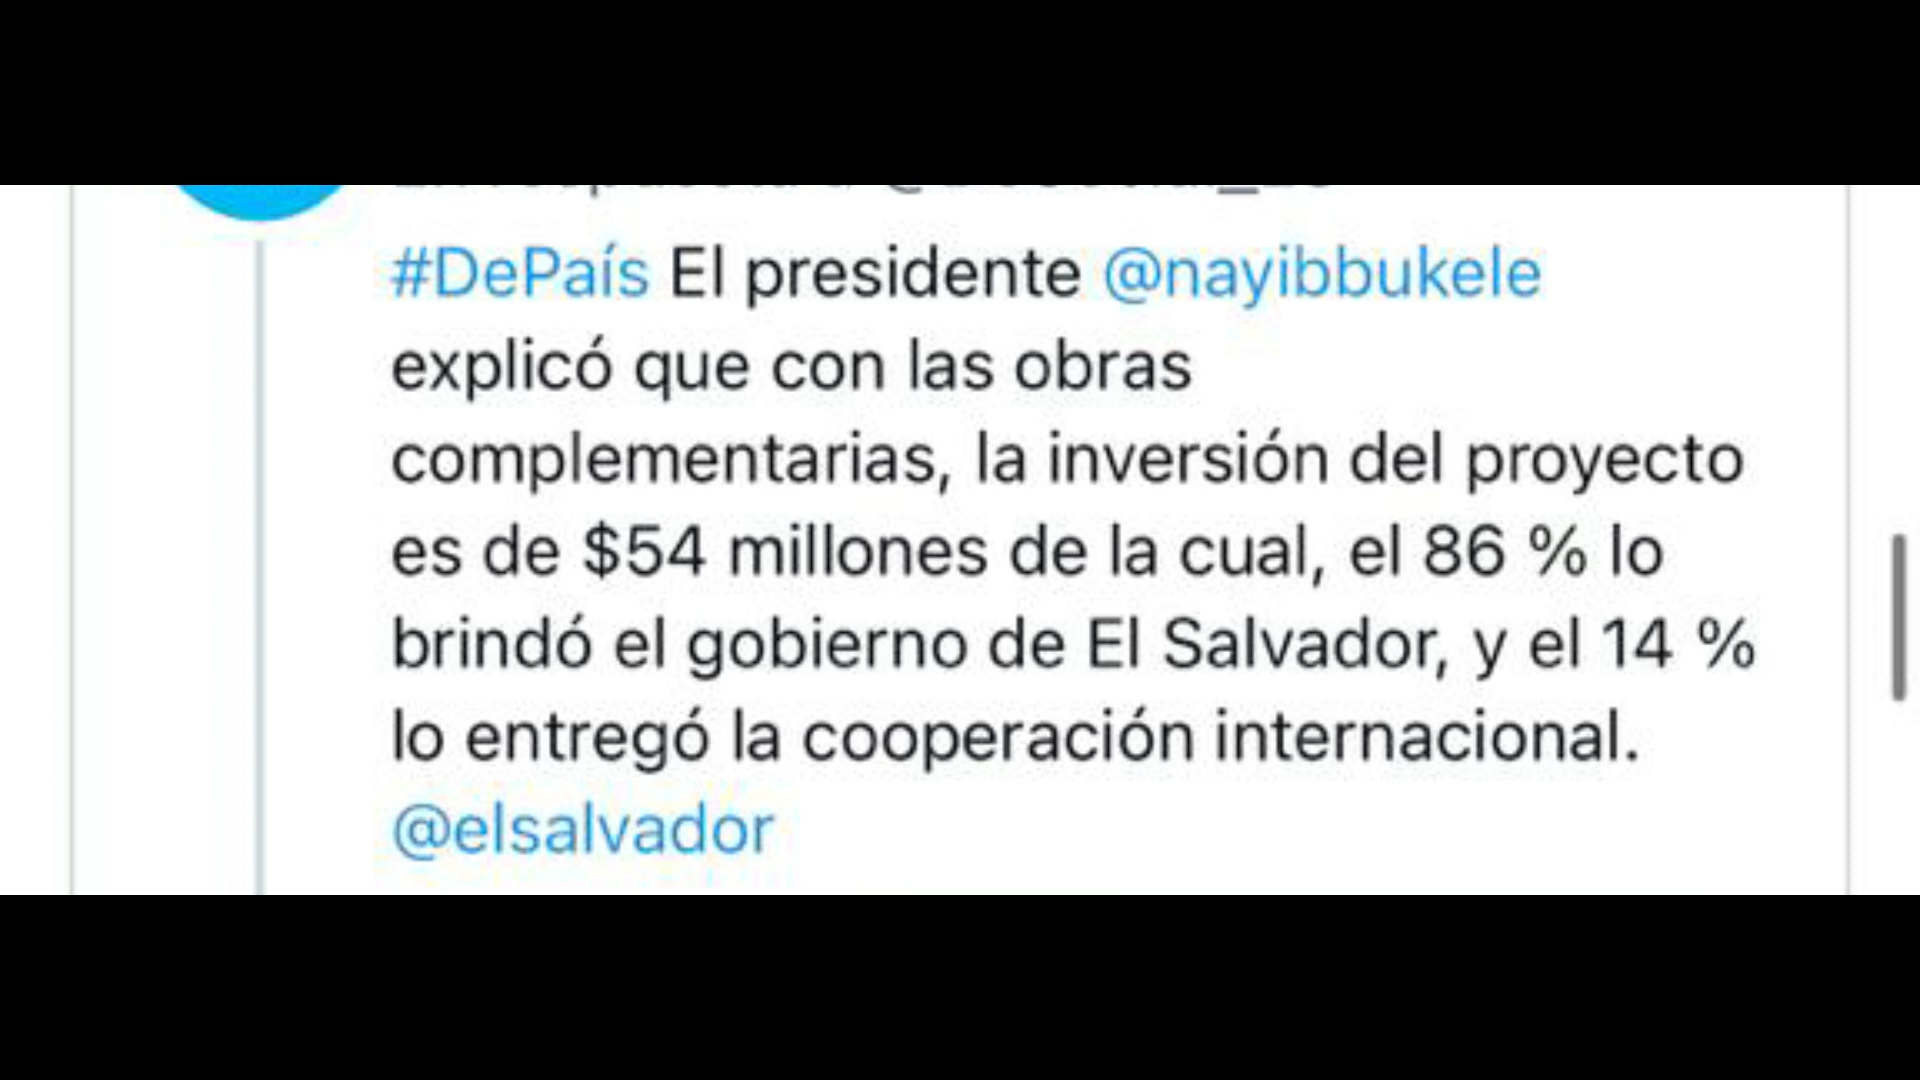 #DePaís El presidente @nayibbukele
explicó que con las obras
complementarias, la inversión del proyecto
es de $54 millones de la cual, el 86 % lo
brindó el gobierno de El Salvador, y el 14 %
lo entregó la cooperación internacional.
@elsalvador